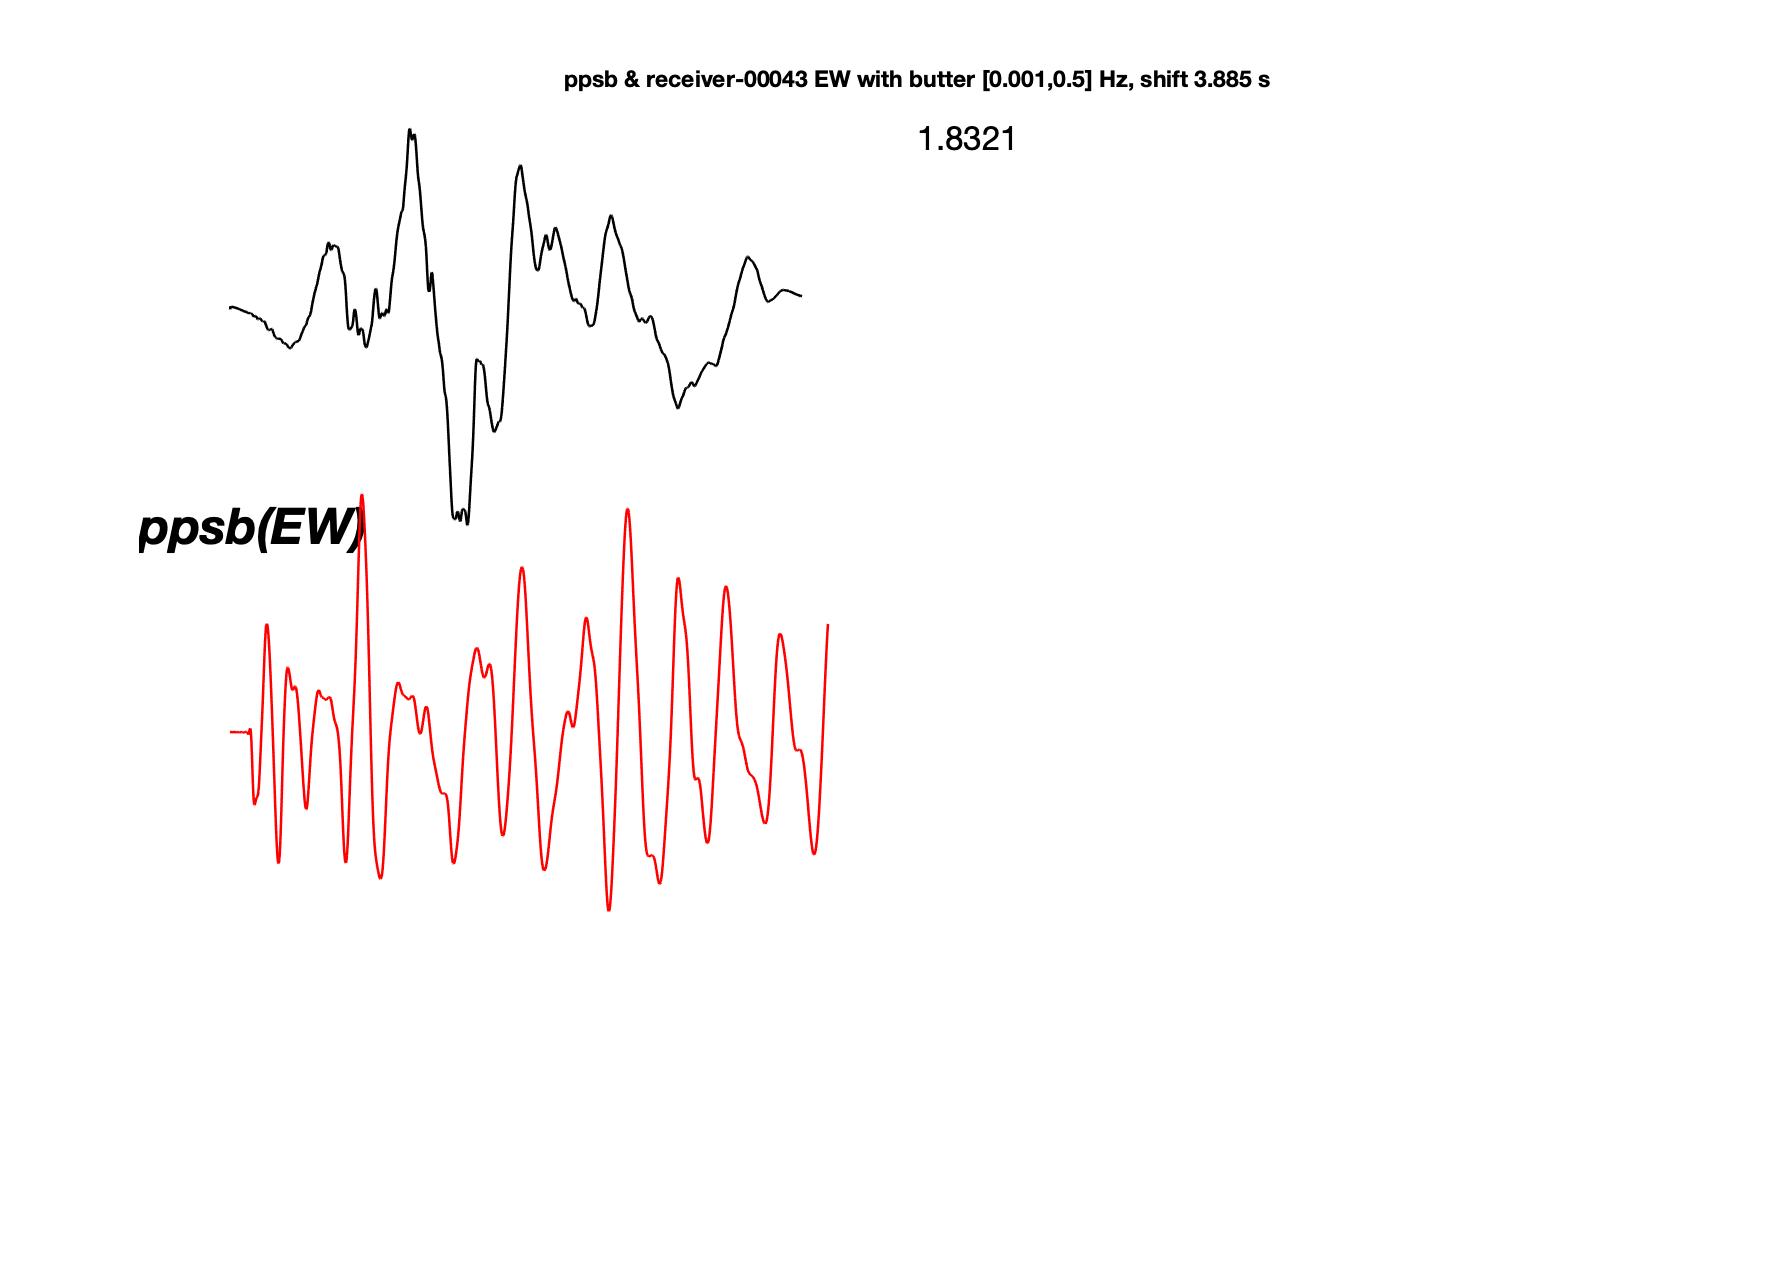 ppsb & receiver-00043 EW with butter [0.001,0.5] Hz, shift 3.885 s
1.8321
ppsb(EW)